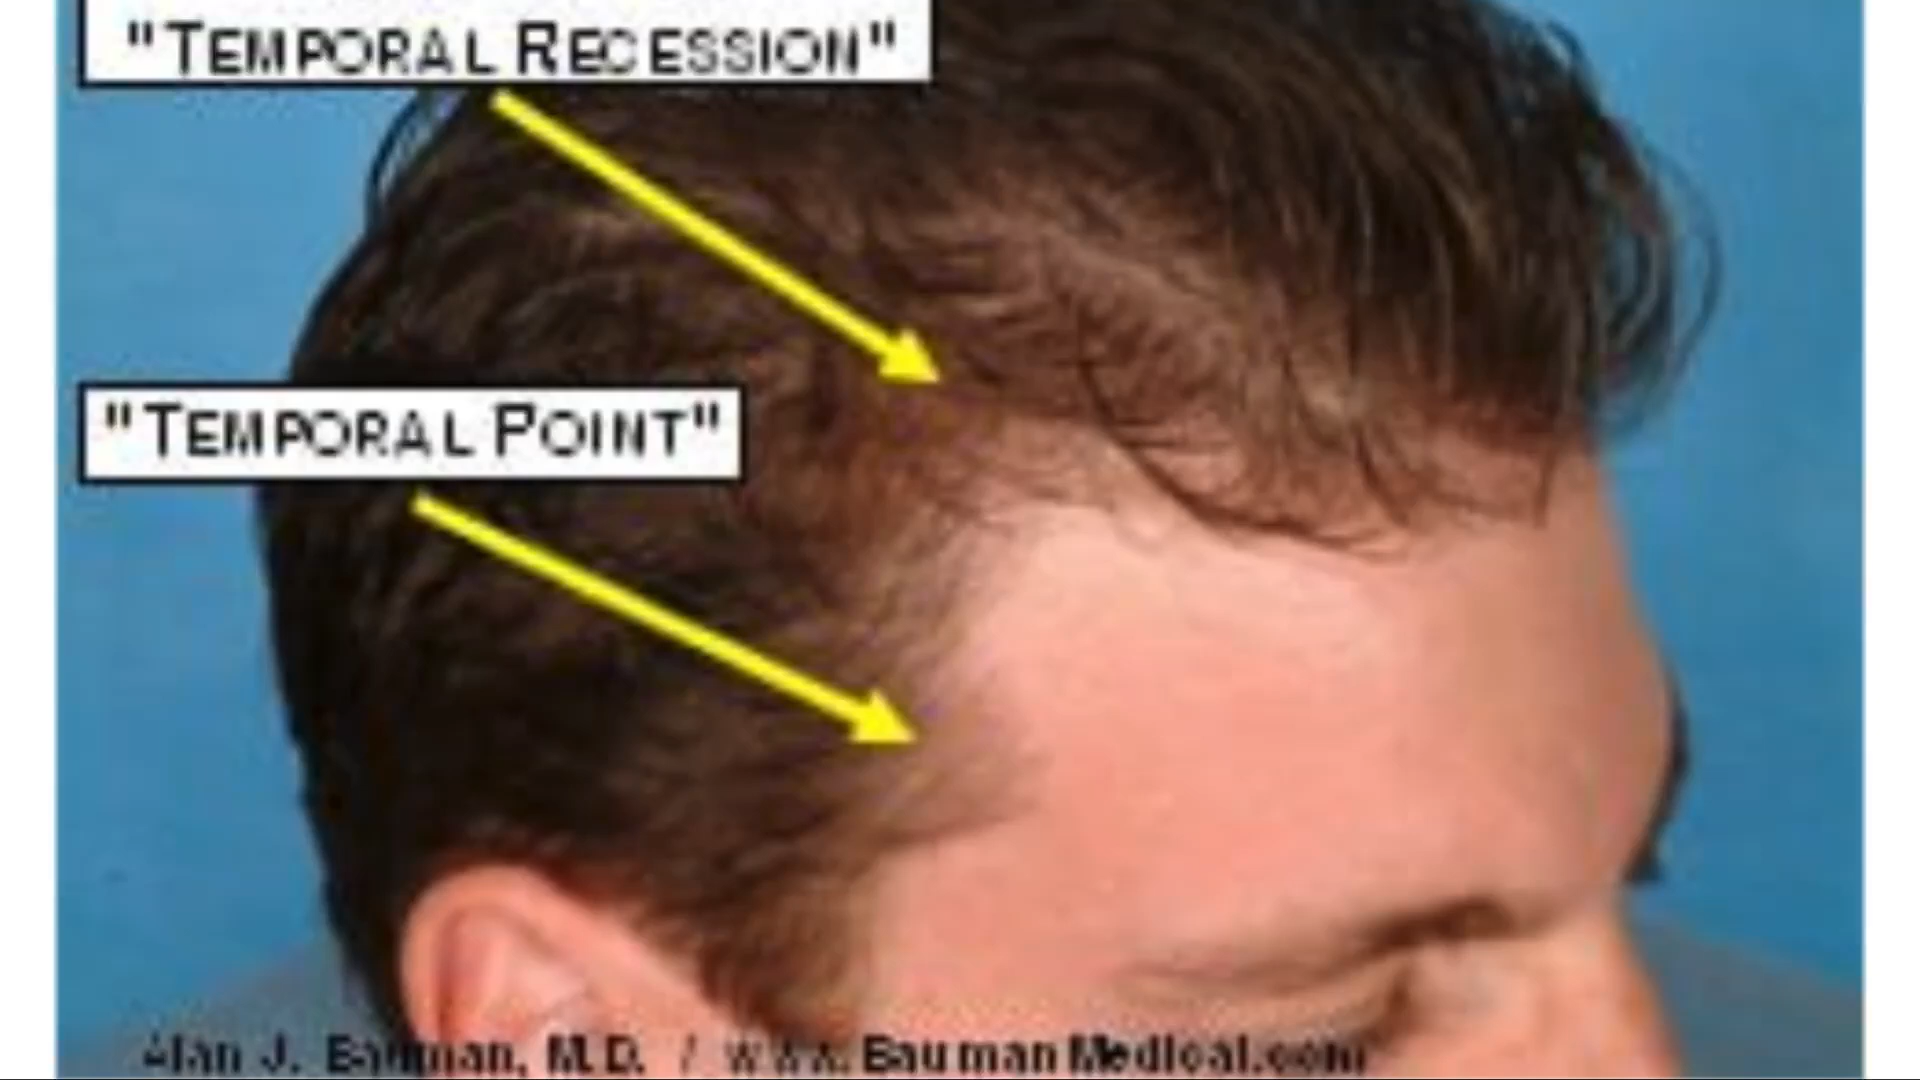 "TEMPORAL RECESSION"
"TEMPORAL POINT"
Alan J. Bauman, M.D. / www.BaumanMedical.com